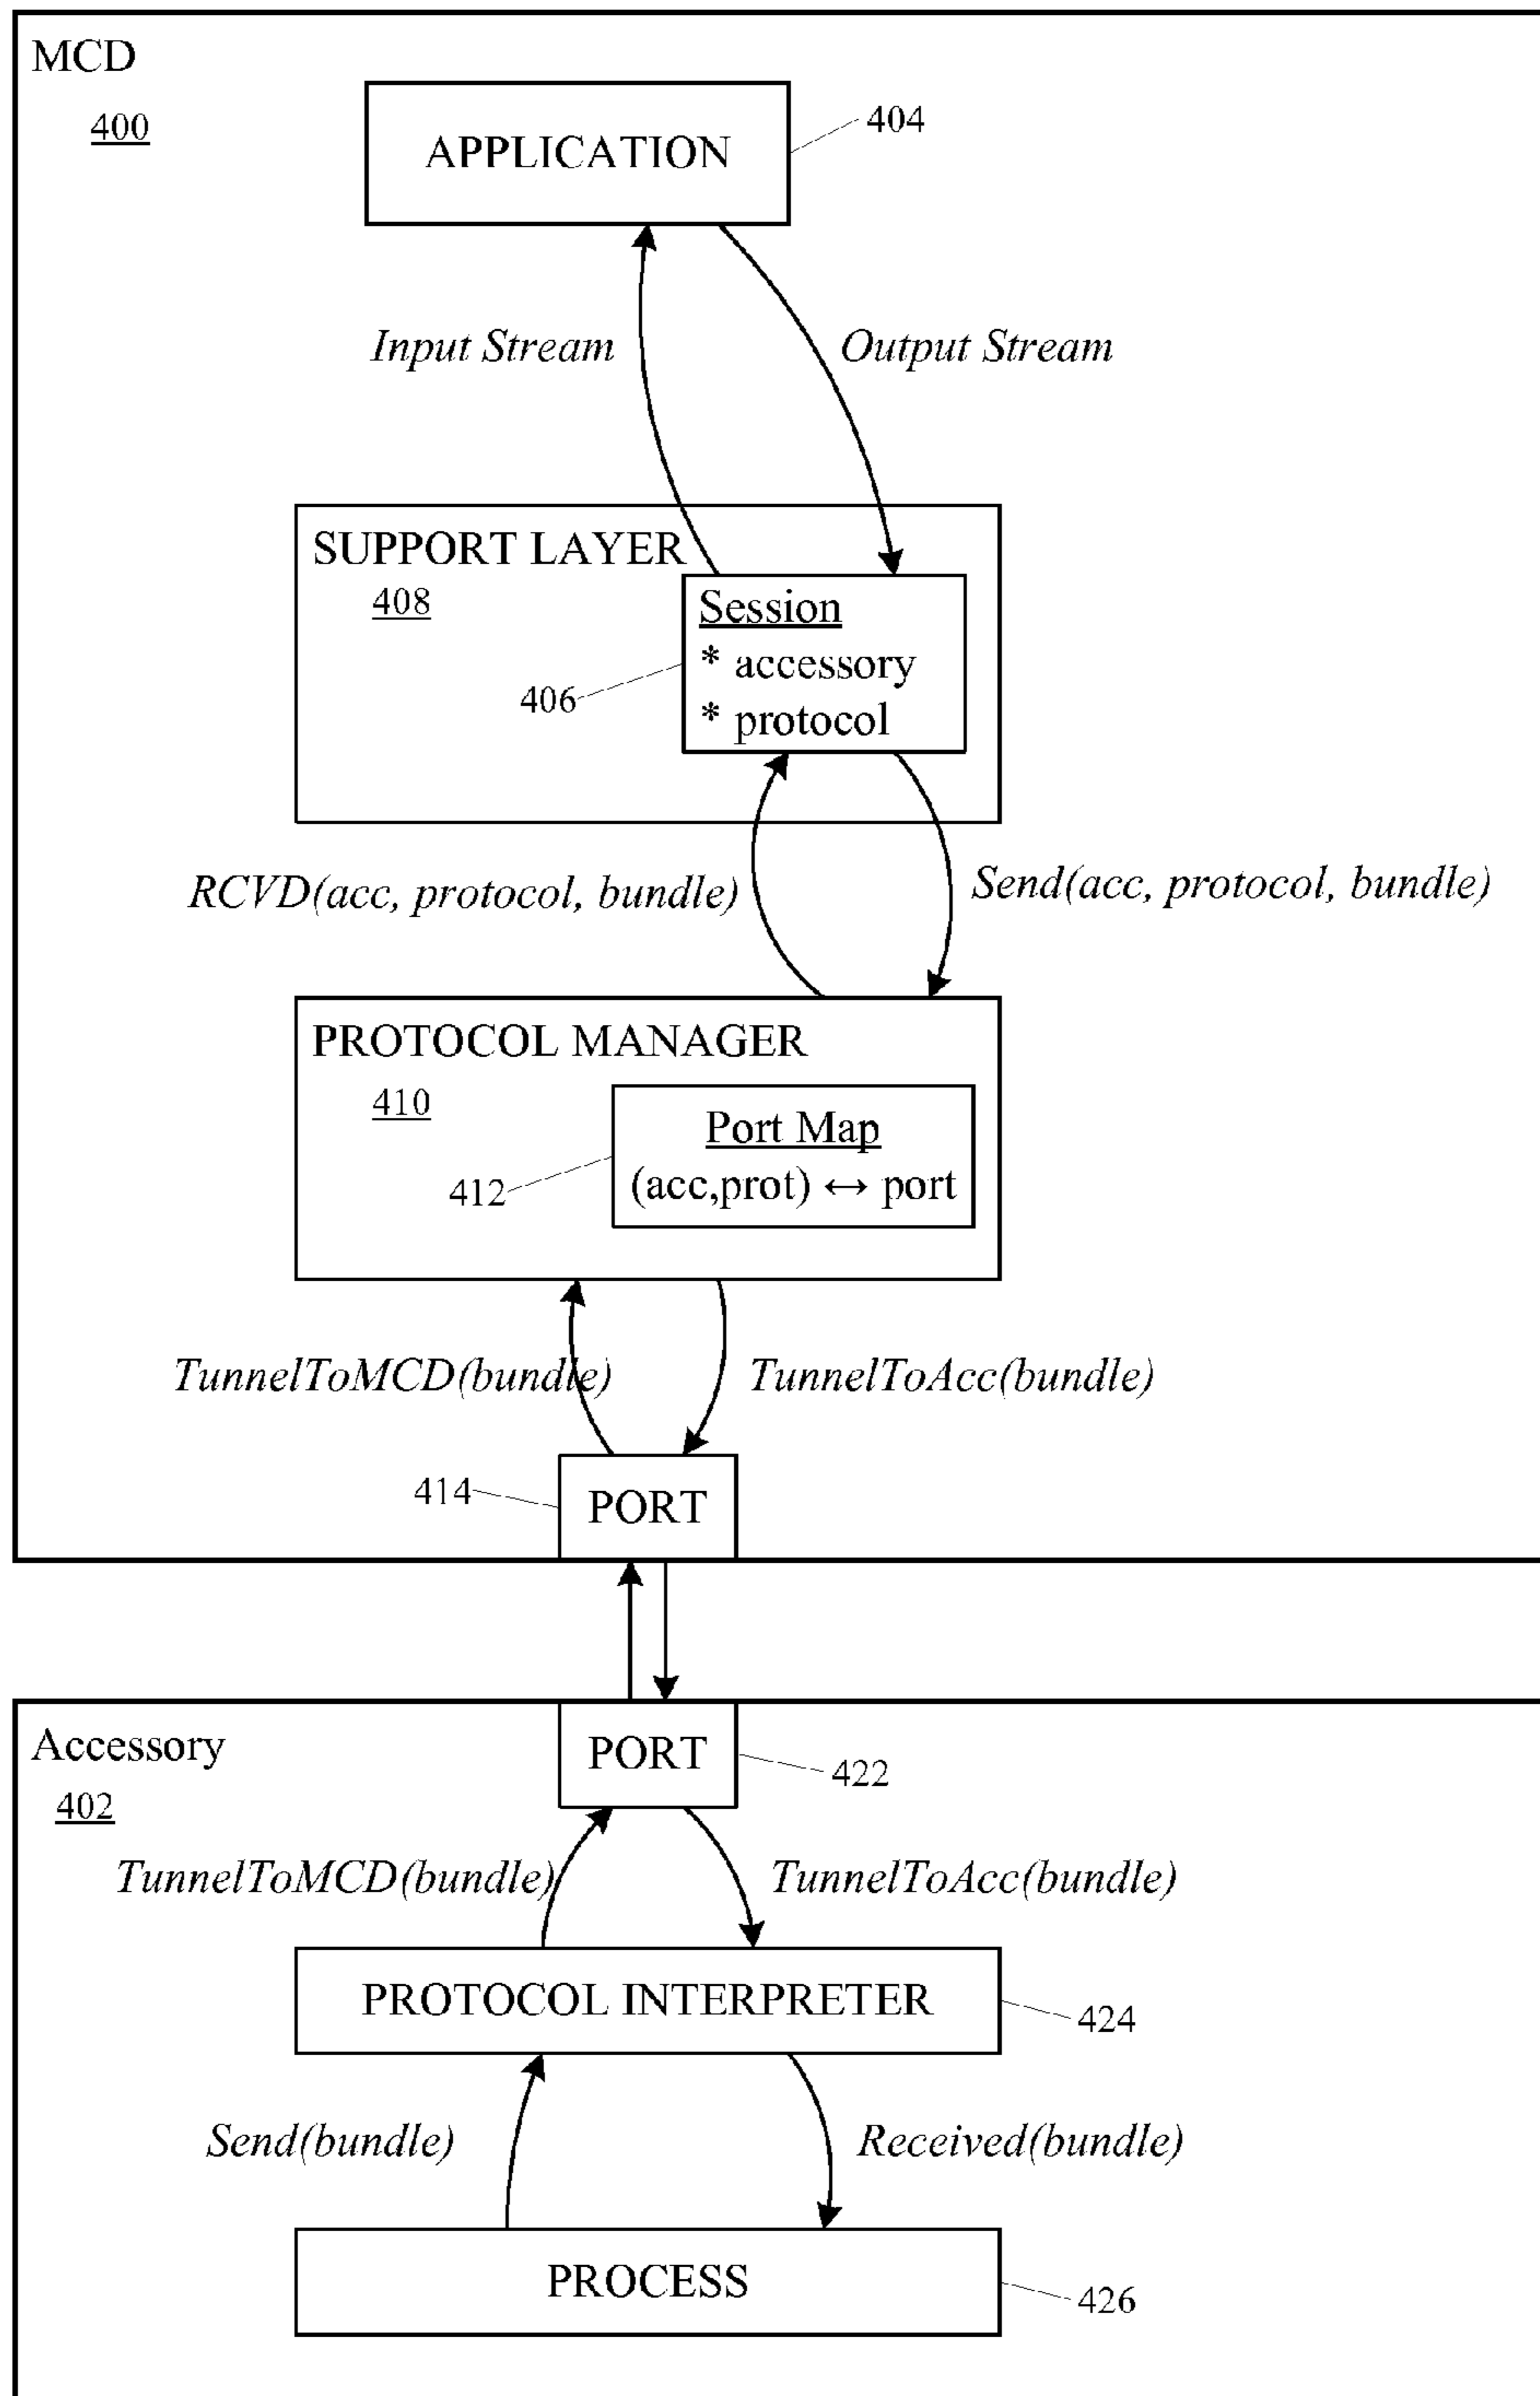 MCD
400
APPLICATION
404
Input Stream
Output Stream
SUPPORT LAYER
408
Session
* accessory
* protocol
406
RCVD(acc, protocol, bundle)
Send(acc, protocol, bundle)
PROTOCOL MANAGER
410
Port Map
(acc,prot) ↔ port
412
TunnelToMCD(bundle)
TunnelToAcc(bundle)
414
PORT
Accessory
402
PORT
422
TunnelToMCD(bundle)
TunnelToAcc(bundle)
PROTOCOL INTERPRETER
424
Send(bundle)
Received(bundle)
PROCESS
426